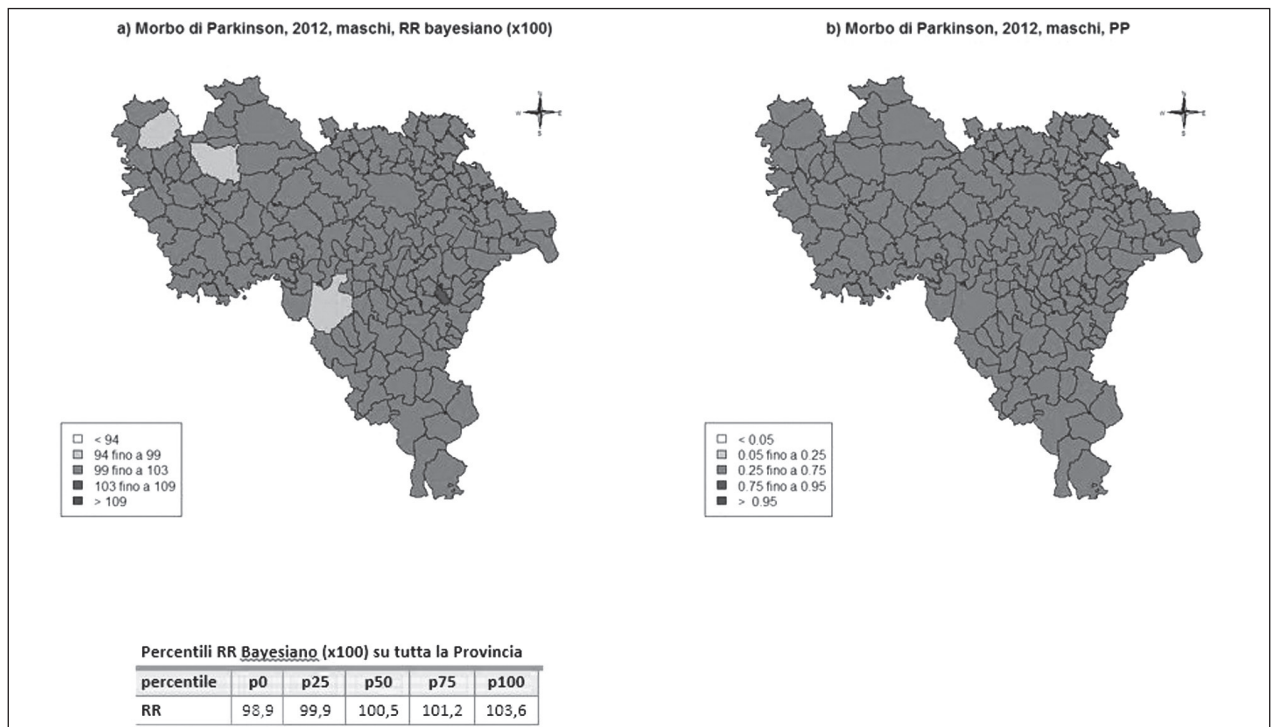 a) Morbo di Parkinson, 2012, maschi, RR bayesiano (x100)
b) Morbo di Parkinson, 2012, maschi, PP
N
W E
S
N
W E
S
< 94
94 fino a 99
99 fino a 103
103 fino a 109
> 109
< 0.05
0.05 fino a 0.25
0.25 fino a 0.75
0.75 fino a 0.95
> 0.95
Percentili RR Bayesiano (x100) su tutta la Provincia
percentile p0 p25 p50 p75 p100
RR 98,9 99,9 100,5 101,2 103,6